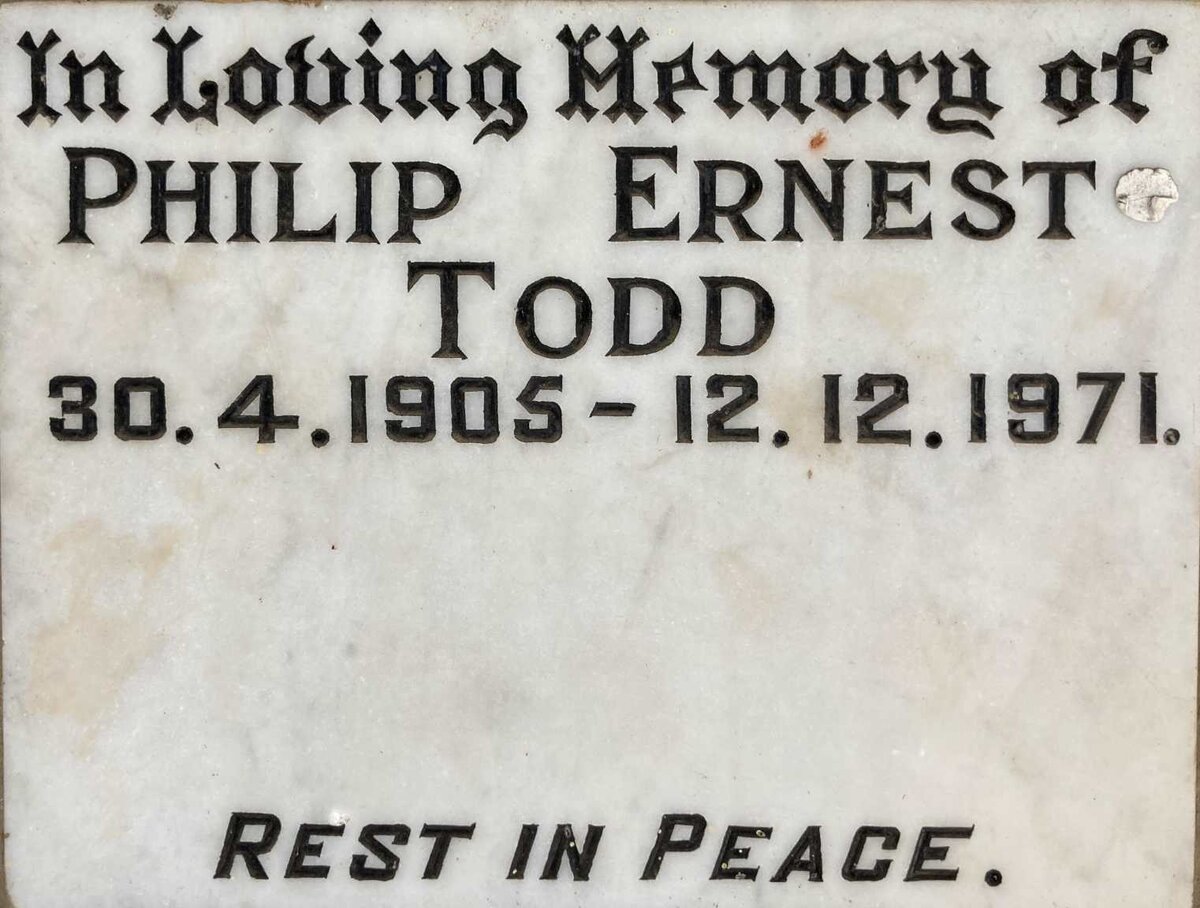 In Loving Memory of
PHILIP ERNEST
TODD
30.4.1905 - 12.12.1971.
REST IN PEACE.